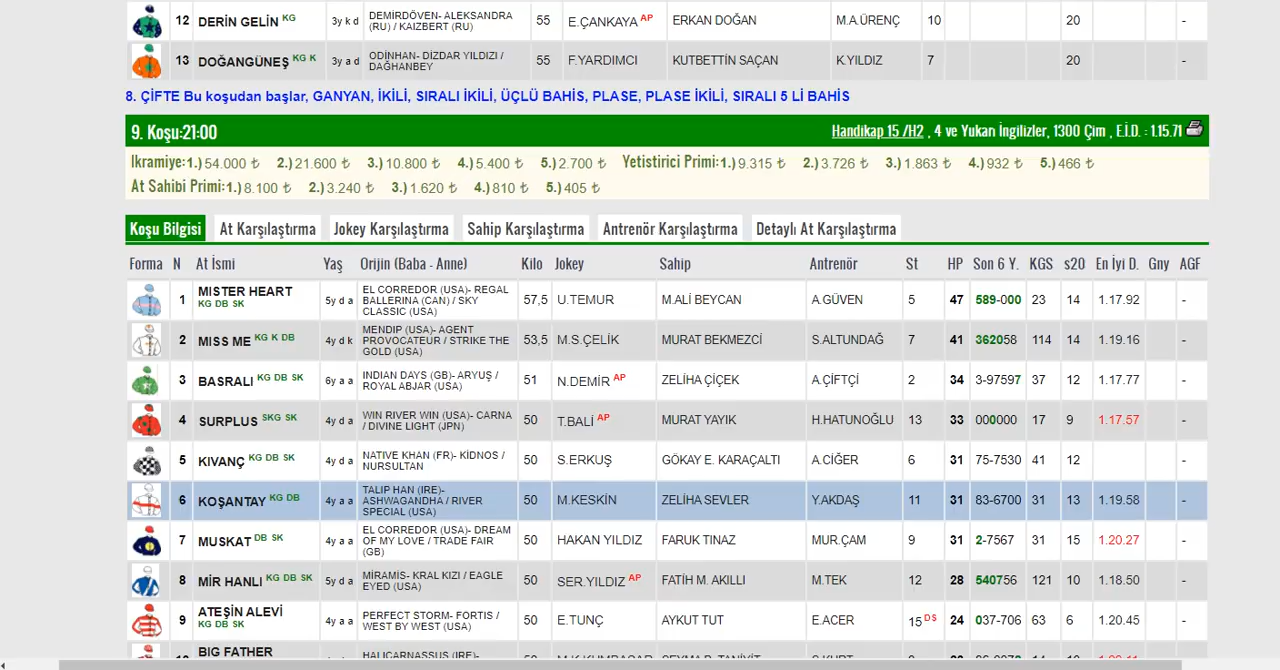 12 DERİN GELİN KG 3y k d DEMİRDÖVEN- ALEKSANDRA (RU) / KAIZBERT (RU) 55 E.ÇANKAYA AP ERKAN DOĞAN M.A.ÜRENÇ 10 20 -
13 DOĞANGÜNEŞ KG K 3y a d ODİNHAN- DİZDAR YILDIZI / DAĞHANBEY 55 F.YARDIMCI KUTBETTİN SAÇAN K.YILDIZ 7 20 -
8. ÇİFTE Bu koşudan başlar, GANYAN, İKİLİ, SIRALI İKİLİ, ÜÇLÜ BAHİS, PLASE, PLASE İKİLİ, SIRALI 5 Lİ BAHİS
9. Koşu:21:00 Handikap 15 /H2 , 4 ve Yukarı İngilizler, 1300 Çim , E.İ.D. : 1.15.71
Ikramiye:1.) 54.000 ₺ 2.) 21.600 ₺ 3.) 10.800 ₺ 4.) 5.400 ₺ 5.) 2.700 ₺ Yetistirici Primi:1.) 9.315 ₺ 2.) 3.726 ₺ 3.) 1.863 ₺ 4.) 932 ₺ 5.) 466 ₺
At Sahibi Primi:1.) 8.100 ₺ 2.) 3.240 ₺ 3.) 1.620 ₺ 4.) 810 ₺ 5.) 405 ₺
Koşu Bilgisi At Karşılaştırma Jokey Karşılaştırma Sahip Karşılaştırma Antrenör Karşılaştırma Detaylı At Karşılaştırma
Forma N At İsmi Yaş Orijin (Baba - Anne) Kilo Jokey Sahip Antrenör St HP Son 6 Y. KGS s20 En İyi D. Gny AGF
1 MISTER HEART KG DB SK 5y d a EL CORREDOR (USA)- REGAL BALLERINA (CAN) / SKY CLASSIC (USA) 57,5 U.TEMUR M.ALİ BEYCAN A.GÜVEN 5 47 589-000 23 14 1.17.92 -
2 MISS ME KG K DB 4y d k MENDIP (USA)- AGENT PROVOCATEUR / STRIKE THE GOLD (USA) 53,5 M.S.ÇELİK MURAT BEKMEZCİ S.ALTUNDAĞ 7 41 362058 114 14 1.19.16 -
3 BASRALI KG DB SK 6y a a INDIAN DAYS (GB)- ARYUŞ / ROYAL ABJAR (USA) 51 N.DEMİR AP ZELİHA ÇİÇEK A.ÇİFTÇİ 2 34 3-97597 37 12 1.17.77 -
4 SURPLUS SKG SK 4y d a WIN RIVER WIN (USA)- CARNA / DIVINE LIGHT (JPN) 50 T.BALİ AP MURAT YAYIK H.HATUNOĞLU 13 33 000000 17 9 1.17.57 -
5 KIVANÇ KG DB SK 4y d a NATIVE KHAN (FR)- KİDNOS / NURSULTAN 50 S.ERKUŞ GÖKAY E. KARAÇALTI A.CİĞER 6 31 75-7530 41 12 -
6 KOŞANTAY KG DB 4y a a TALIP HAN (IRE)- ASHWAGANDHA / RIVER SPECIAL (USA) 50 M.KESKİN ZELİHA SEVLER Y.AKDAŞ 11 31 83-6700 31 13 1.19.58 -
7 MUSKAT DB SK 4y a a EL CORREDOR (USA)- DREAM OF MY LOVE / TRADE FAIR (GB) 50 HAKAN YILDIZ FARUK TINAZ MUR.ÇAM 9 31 2-7567 31 15 1.20.27 -
8 MİR HANLI KG DB SK 5y d a MİRAMİS- KRAL KIZI / EAGLE EYED (USA) 50 SER.YILDIZ AP FATİH M. AKILLI M.TEK 12 28 540756 121 10 1.18.50 -
9 ATEŞİN ALEVİ KG DB SK 4y a a PERFECT STORM- FORTIS / WEST BY WEST (USA) 50 E.TUNÇ AYKUT TUT E.ACER 15 DS 24 037-706 63 6 1.20.45 -
BIG FATHER HALICARNASSUS (IRE)-